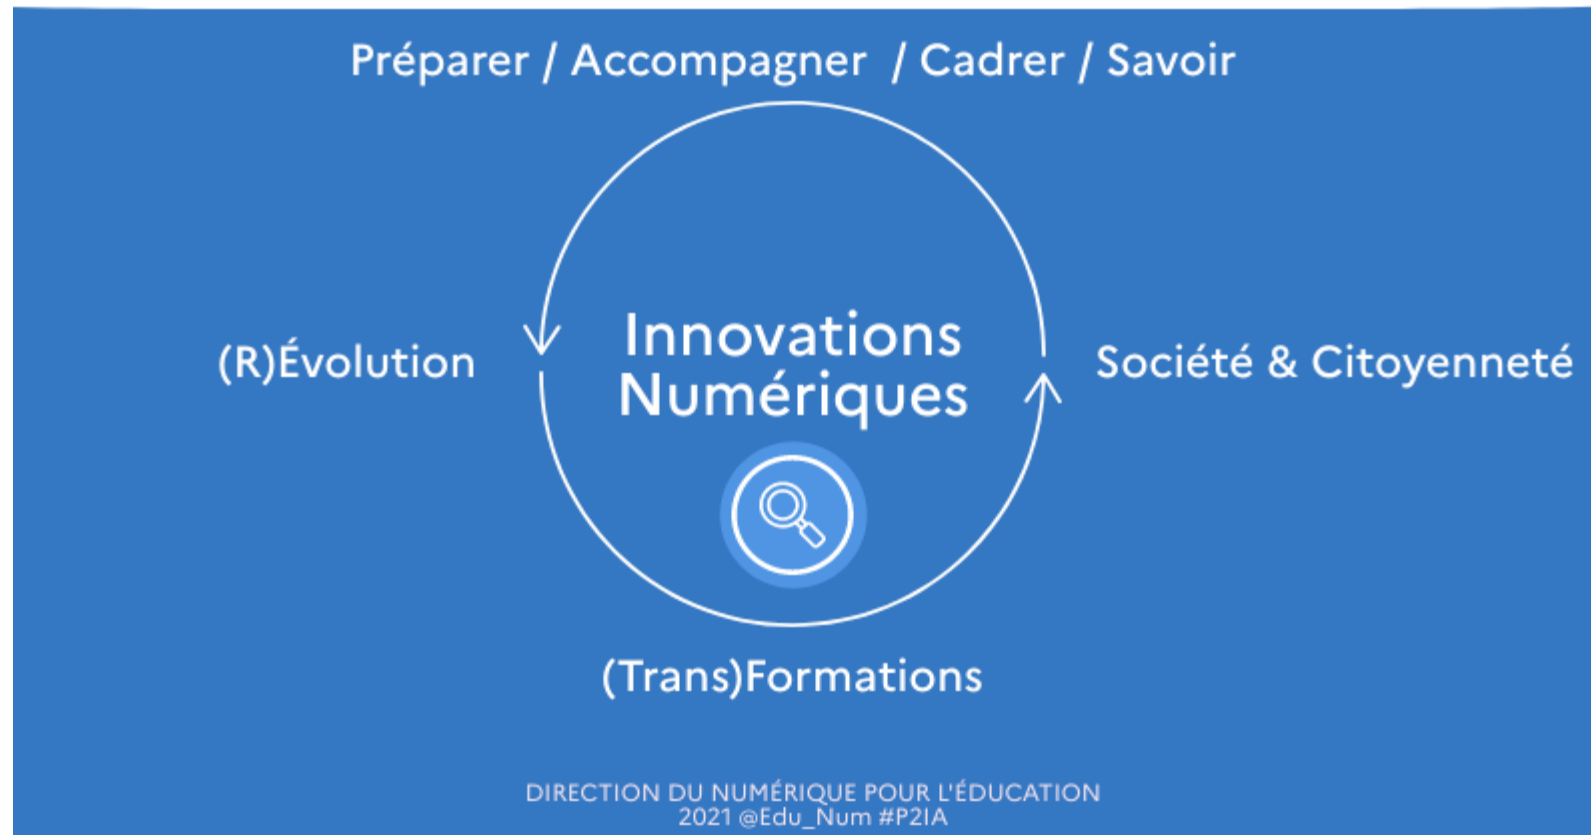 Préparer / Accompagner / Cadrer / Savoir
(R)Évolution
Innovations
Numériques
Société & Citoyenneté
(Trans)Formations
DIRECTION DU NUMÉRIQUE POUR L'ÉDUCATION
2021 @Edu_Num #P2IA